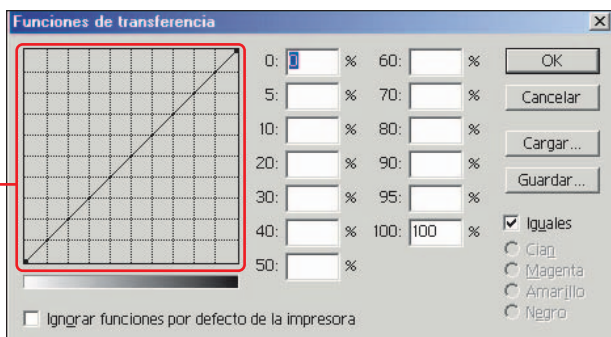 Funciones de transferencia
0: 0 %
5: %
10: %
20: %
30: %
40: %
50: %
60: %
70: %
80: %
90: %
95: %
100: 100 %
OK
Cancelar
Cargar...
Guardar...
Iguales
Cian
Magenta
Amarillo
Negro
Ignorar funciones por defecto de la impresora